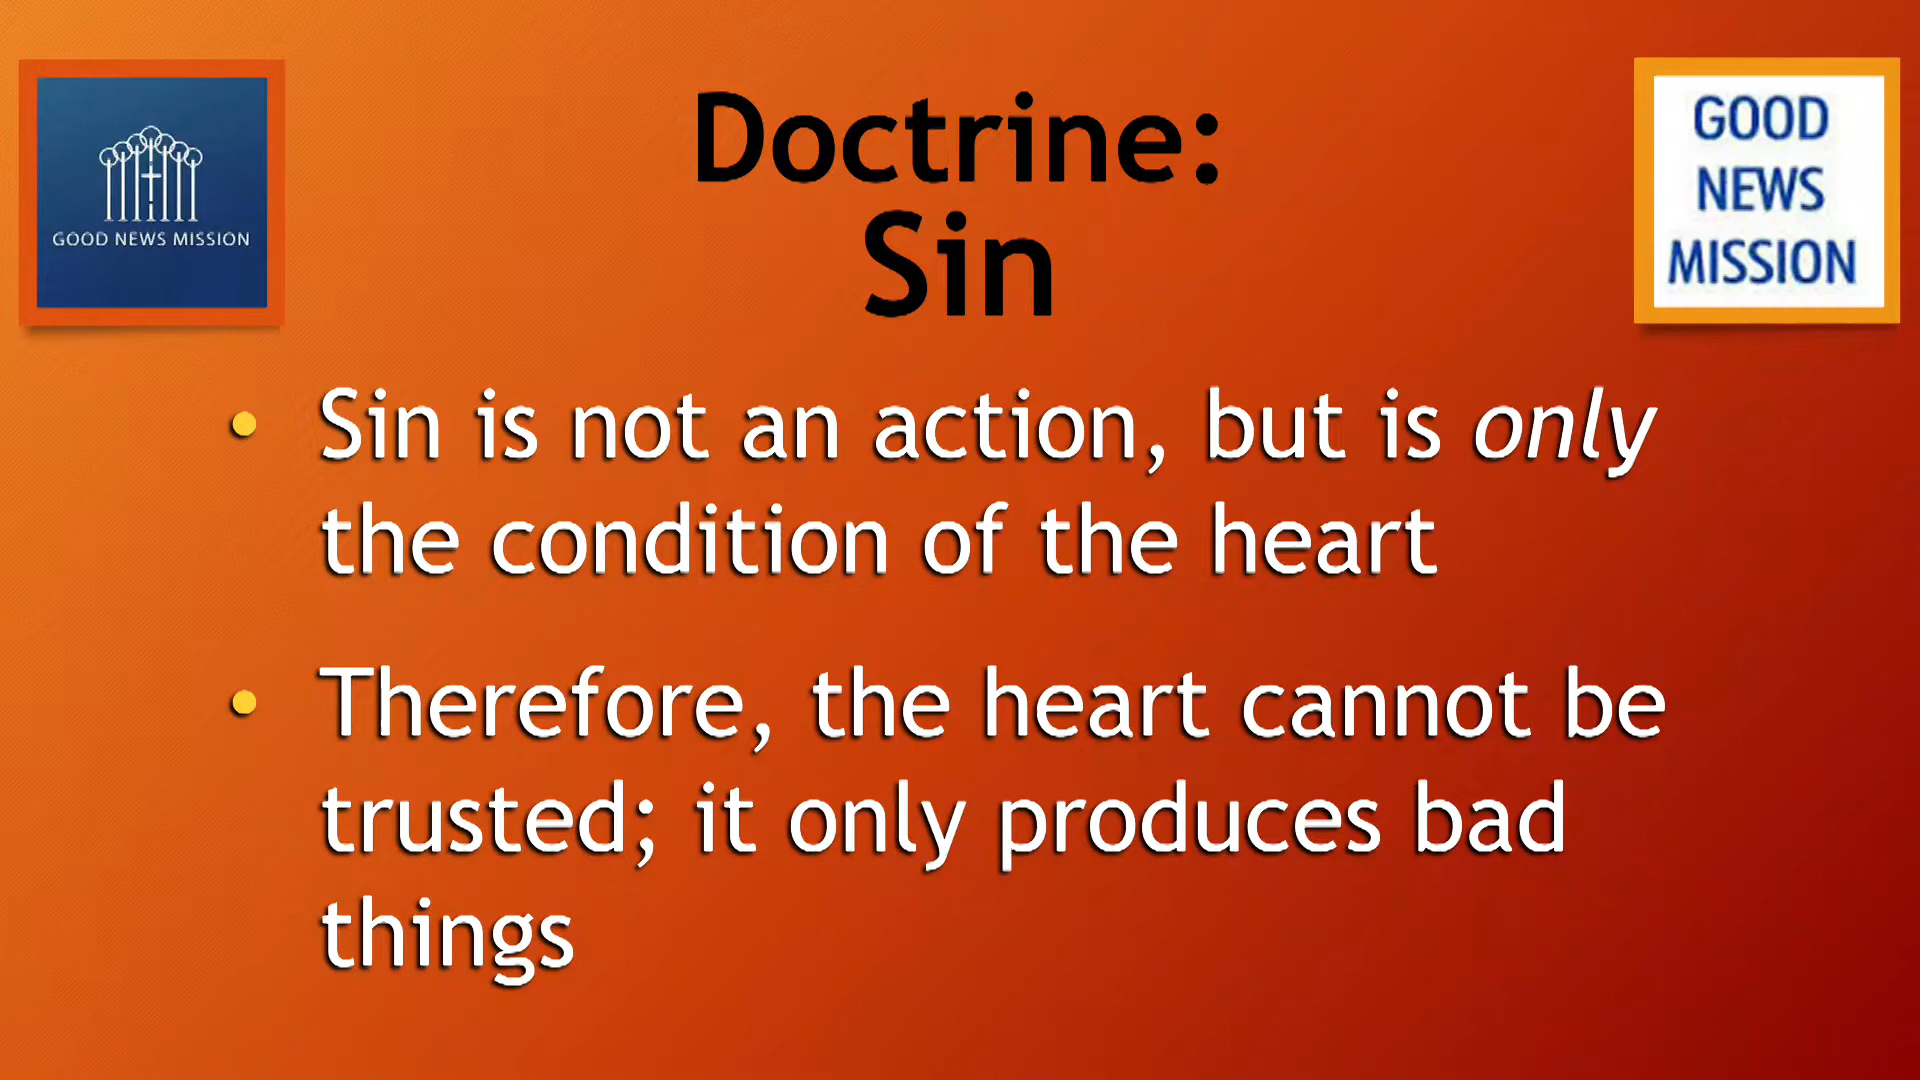 GOOD NEWS MISSION
Doctrine:
Sin
GOOD
NEWS
MISSION
• Sin is not an action, but is only
the condition of the heart
• Therefore, the heart cannot be
trusted; it only produces bad
things